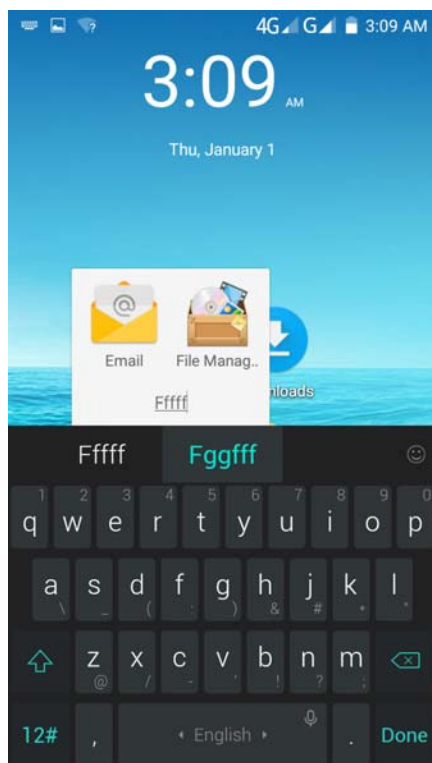 4G G 3:09 AM
3:09 AM
Thu, January 1
Email File Manag..
nloads
Fffff
Fffff Fggfff
1 2 3 4 5 6 7 8 9 0
q w e r t y u i o p
a s d f g h j k l
\ _ ( : ) & # * "
z x c v b n m
@ / - ' ! ? ;
12# , English . Done